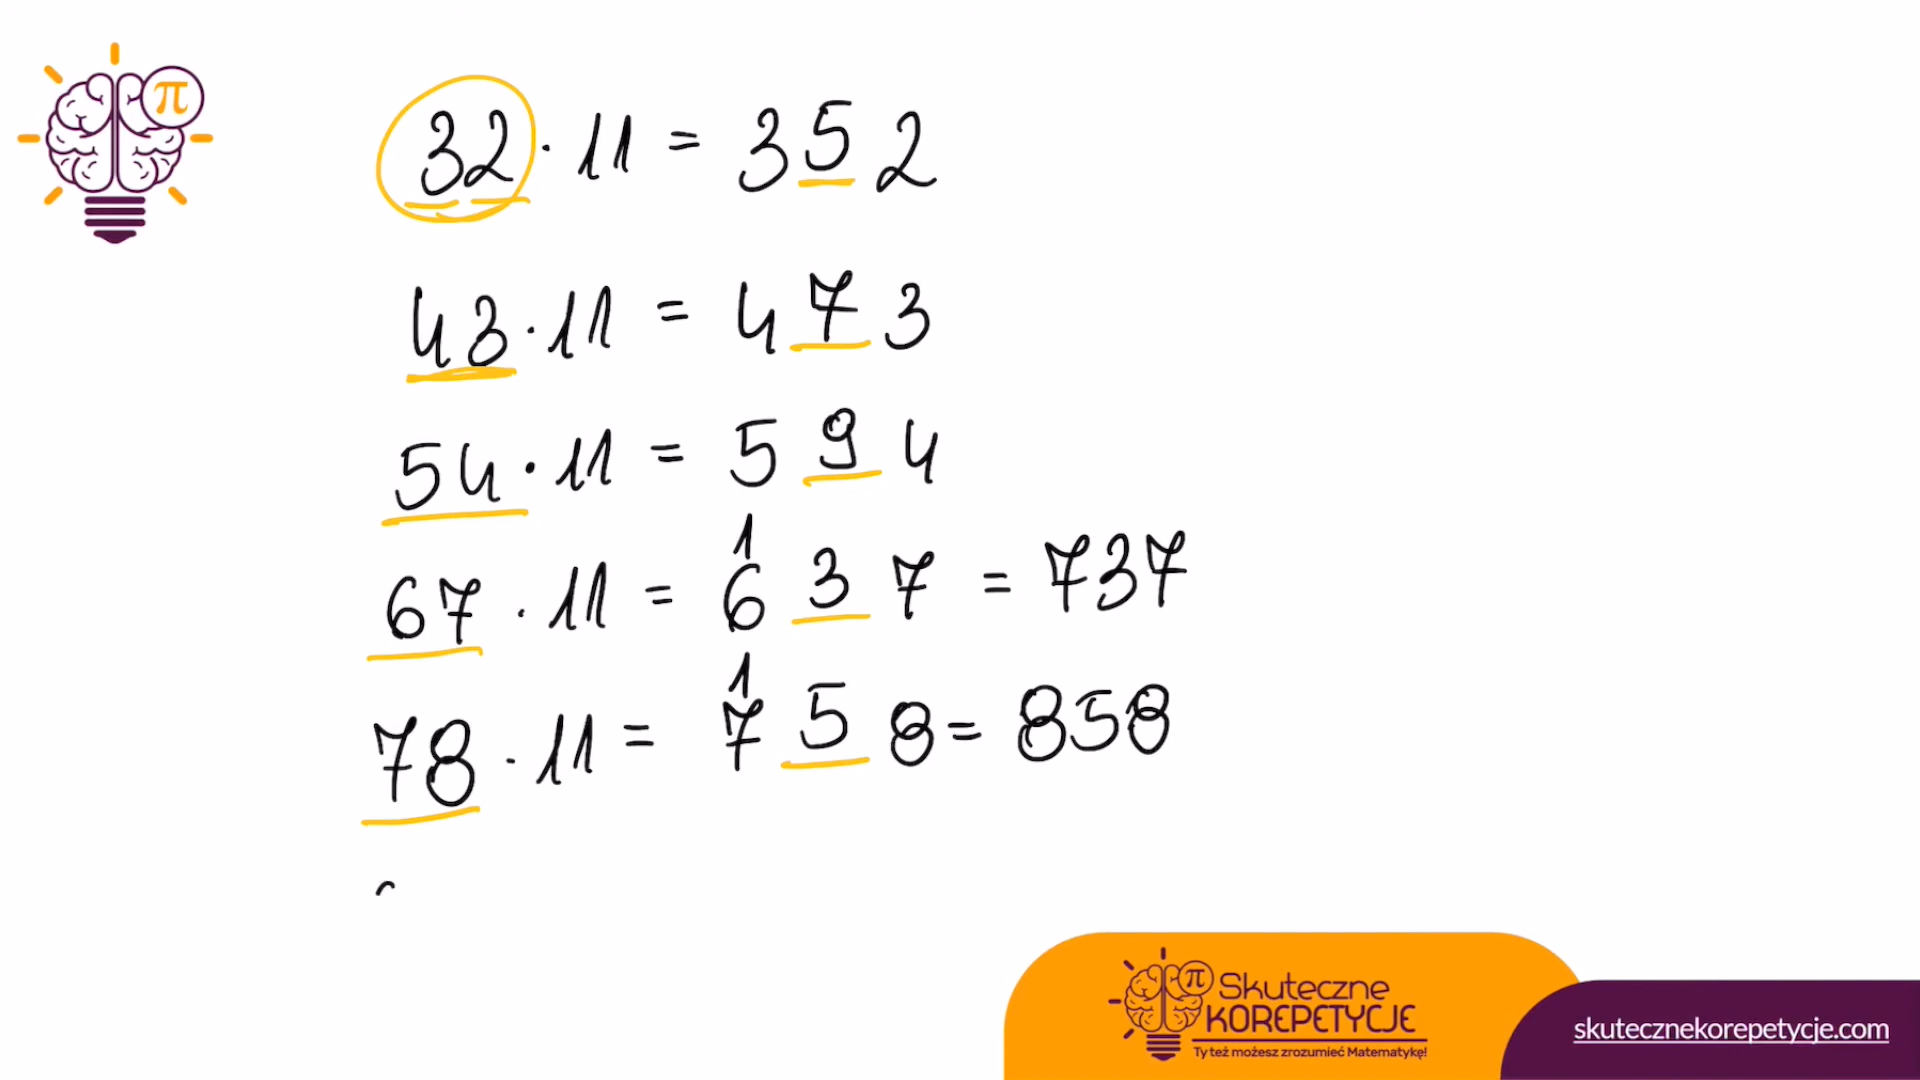 π
32 · 11 = 352
43 · 11 = 473
54 · 11 = 594
1
67 · 11 = 637 = 737
1
78 · 11 = 758 = 858
π
Skuteczne
KOREPETYCJE
Ty też możesz zrozumieć Matematykę!
skutecznekorepetycje.com